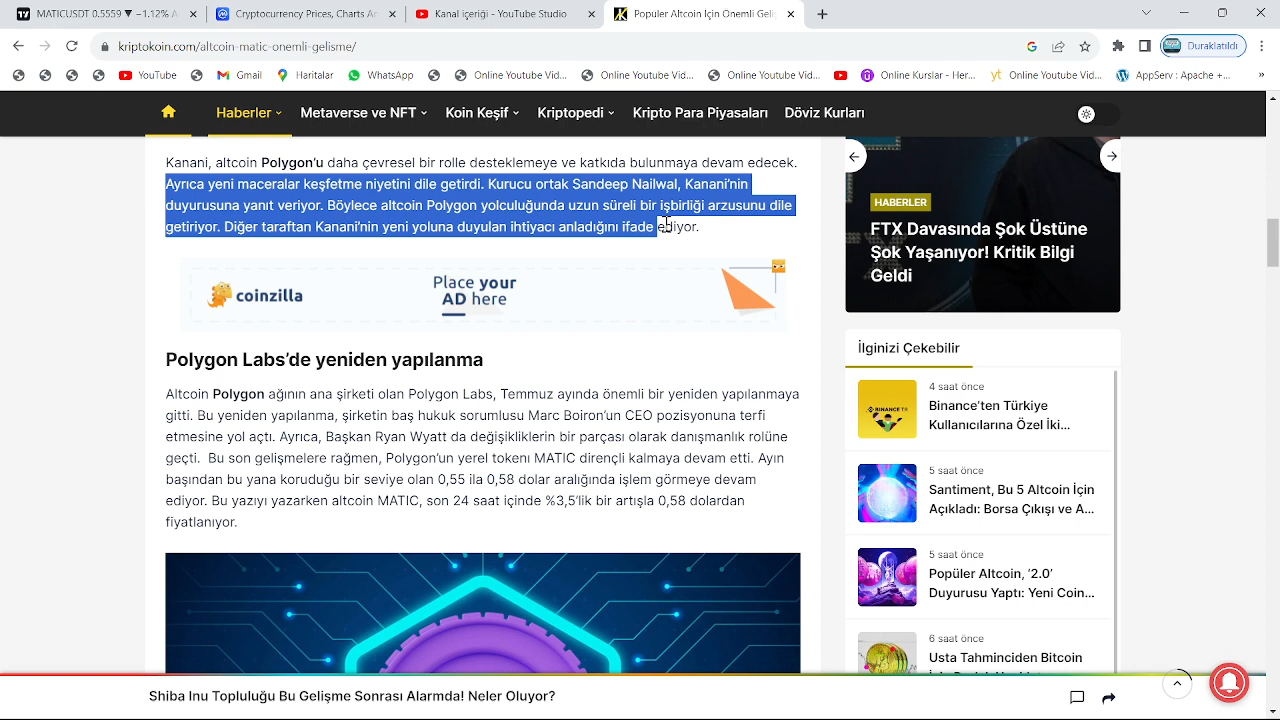 MATICUSDT 0.5559 ▼ −1.12% A
Cryptocurrency Prices, Charts An
Kanal içeriği - YouTube Studio
Popüler Altcoin İçin Önemli Geli
kriptokoin.com/altcoin-matic-onemli-gelisme/
Duraklatıldı
YouTube
Gmail
Haritalar
WhatsApp
Online Youtube Vid...
Online Youtube Vid...
Online Youtube Vid...
Online Kurslar - Her...
Online Youtube Vid...
AppServ : Apache +...
Haberler
Metaverse ve NFT
Koin Keşif
Kriptopedi
Kripto Para Piyasaları
Döviz Kurları
Kanani, altcoin Polygon’u daha çevresel bir rolle desteklemeye ve katkıda bulunmaya devam edecek.
Ayrıca yeni maceralar keşfetme niyetini dile getirdi. Kurucu ortak Sandeep Nailwal, Kanani’nin
duyurusuna yanıt veriyor. Böylece altcoin Polygon yolculuğunda uzun süreli bir işbirliği arzusunu dile
getiriyor. Diğer taraftan Kanani’nin yeni yoluna duyulan ihtiyacı anladığını ifade ediyor.
coinzilla
Place your
AD here
Polygon Labs’de yeniden yapılanma
Altcoin Polygon ağının ana şirketi olan Polygon Labs, Temmuz ayında önemli bir yeniden yapılanmaya
gitti. Bu yeniden yapılanma, şirketin baş hukuk sorumlusu Marc Boironun CEO pozisyonuna terfi
etmesine yol açtı. Ayrıca, Başkan Ryan Wyatt da değişikliklerin bir parçası olarak danışmanlık rolüne
geçti. Bu son gelişmelere rağmen, Polygon’un yerel tokenı MATIC dirençli kalmaya devam etti. Ayın
başından bu yana koruduğu bir seviye olan 0,55 ila 0,58 dolar aralığında işlem görmeye devam
ediyor. Bu yazıyı yazarken altcoin MATIC, son 24 saat içinde %3,5’lik bir artışla 0,58 dolardan
fiyatlanıyor.
HABERLER
FTX Davasında Şok Üstüne
Şok Yaşanıyor! Kritik Bilgi
Geldi
İlginizi Çekebilir
4 saat önce
BINANCE TR
Binance’ten Türkiye
Kullanıcılarına Özel İki...
5 saat önce
Santiment, Bu 5 Altcoin İçin
Açıkladı: Borsa Çıkışı ve A...
5 saat önce
Popüler Altcoin, ‘2.0’
Duyurusu Yaptı: Yeni Coin...
6 saat önce
Usta Tahminciden Bitcoin
Shiba Inu Topluluğu Bu Gelişme Sonrası Alarmda! Neler Oluyor?